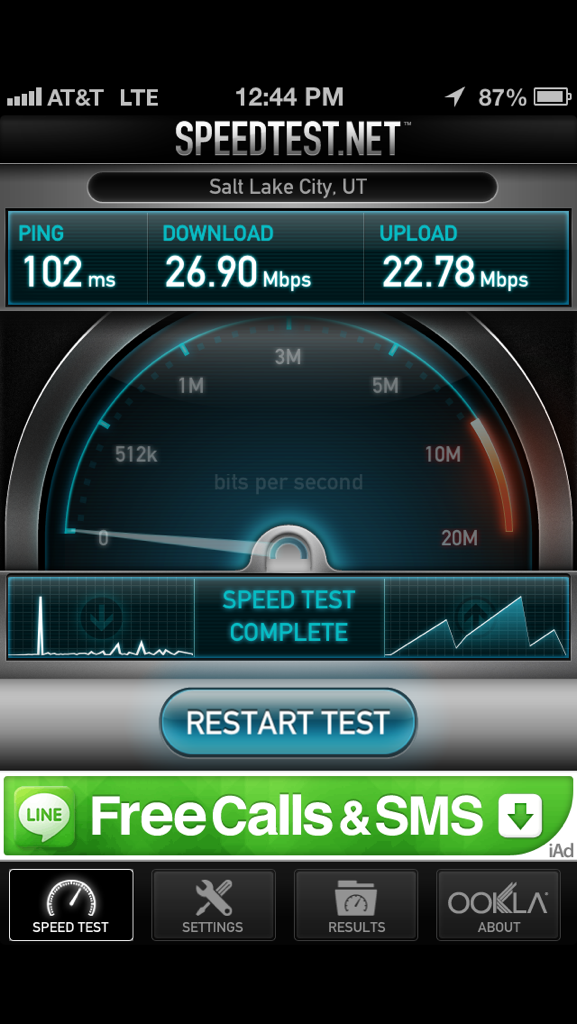 AT&T LTE 12:44 PM 87%
SPEEDTEST.NET™
Salt Lake City, UT
PING DOWNLOAD UPLOAD
102 ms 26.90 Mbps 22.78 Mbps
3M
1M 5M
512k 10M
bits per second
0 20M
SPEED TEST
COMPLETE
RESTART TEST
LINE Free Calls & SMS
iAd
OOKLA
SPEED TEST SETTINGS RESULTS ABOUT